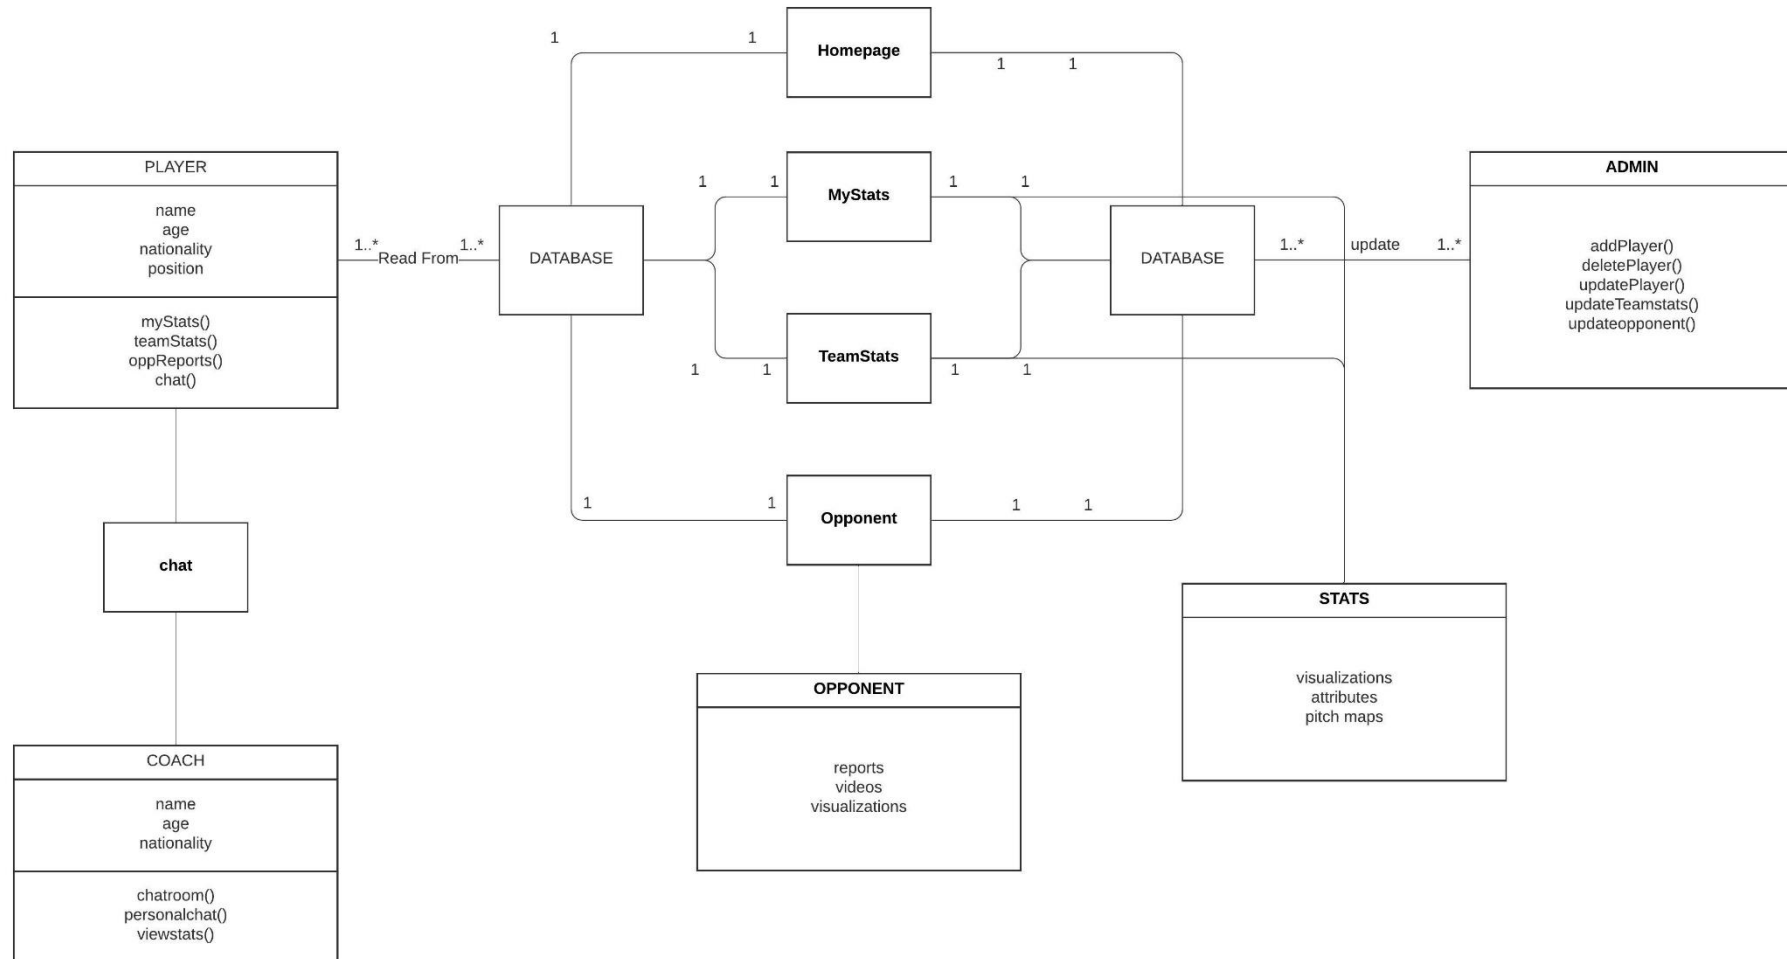 1
1
Homepage
1
1
PLAYER
name
age
nationality
position
myStats()
teamStats()
oppReports()
chat()
1..*
Read From
1..*
DATABASE
1
1
MyStats
1
1
1
1
TeamStats
1
1
DATABASE
1..*
update
1..*
ADMIN
addPlayer()
deletePlayer()
updatePlayer()
updateTeamstats()
updateopponent()
1
1
Opponent
1
1
chat
STATS
visualizations
attributes
pitch maps
OPPONENT
reports
videos
visualizations
COACH
name
age
nationality
chatroom()
personalchat()
viewstats()